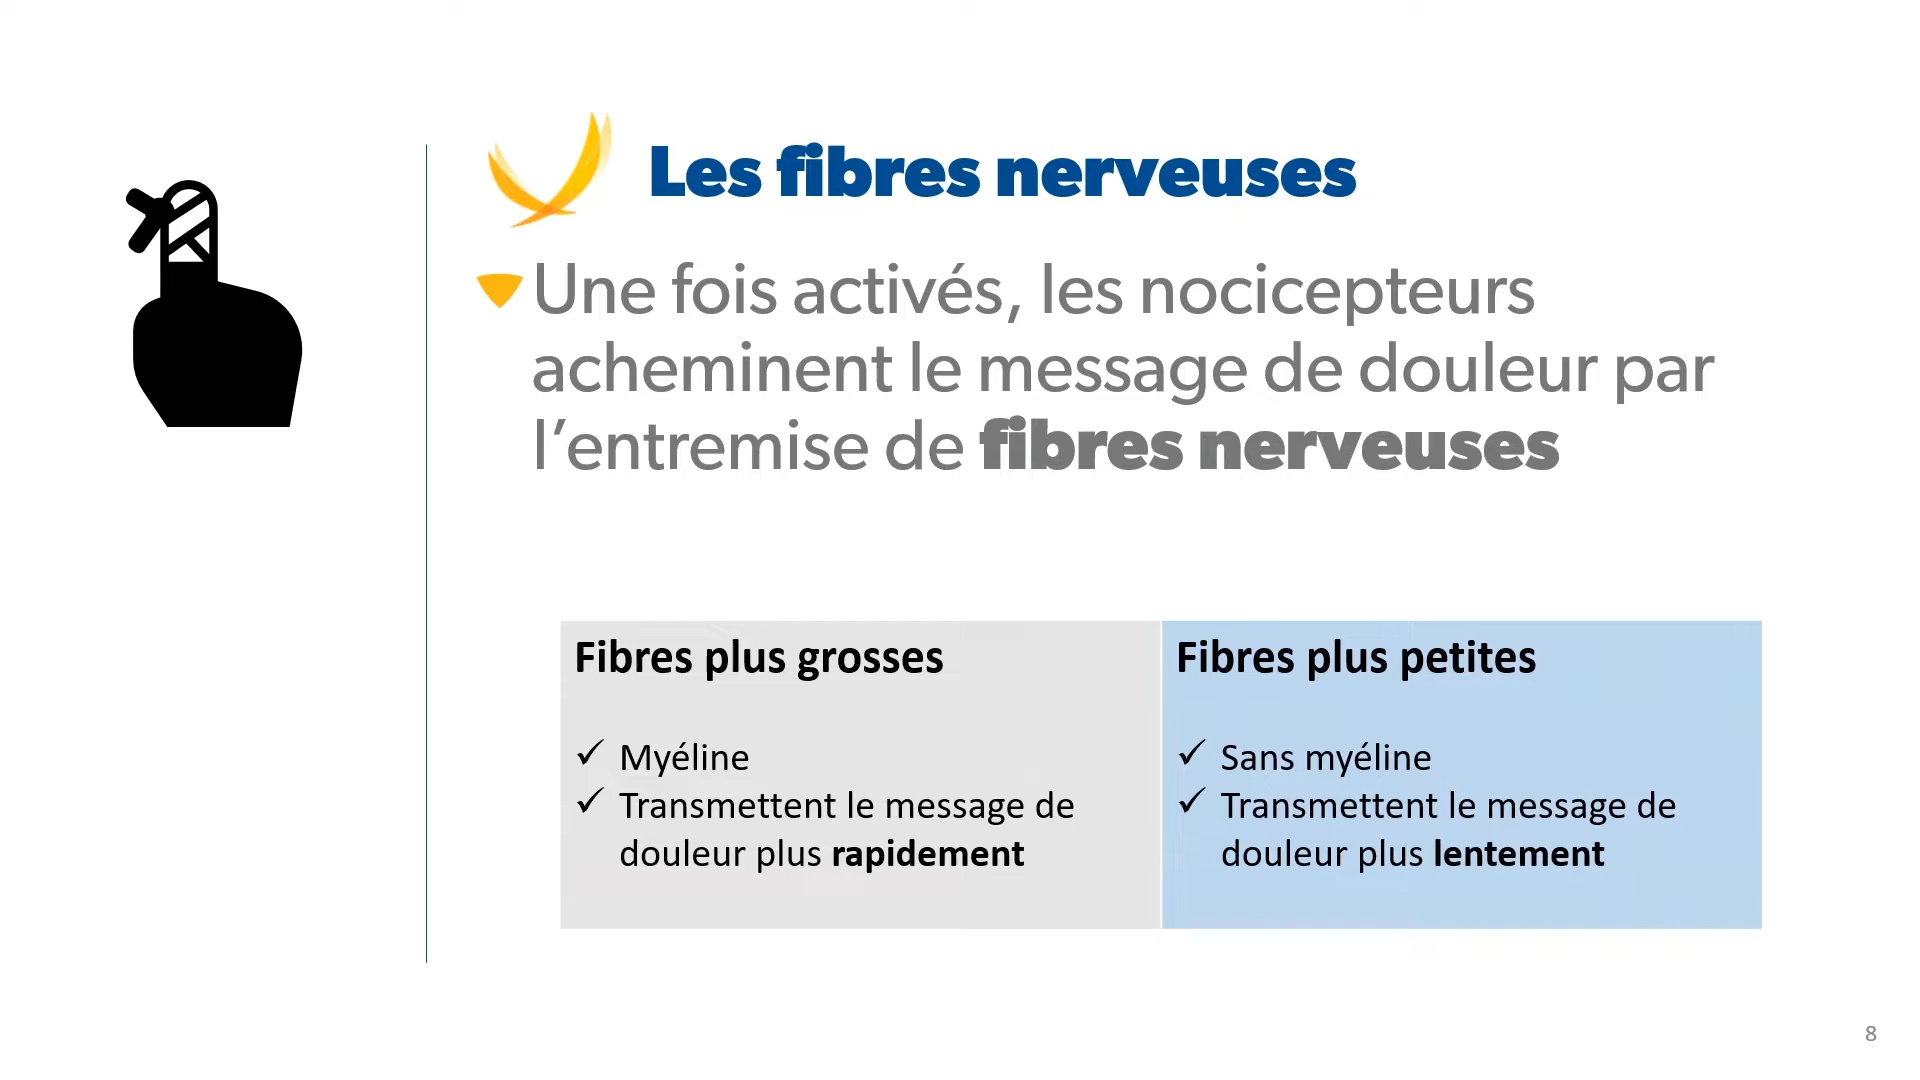 Les fibres nerveuses
Une fois activés, les nocicepteurs
acheminent le message de douleur par
l’entremise de fibres nerveuses
Fibres plus grosses
✓ Myéline
✓ Transmettent le message de
douleur plus rapidement
Fibres plus petites
✓ Sans myéline
✓ Transmettent le message de
douleur plus lentement
8